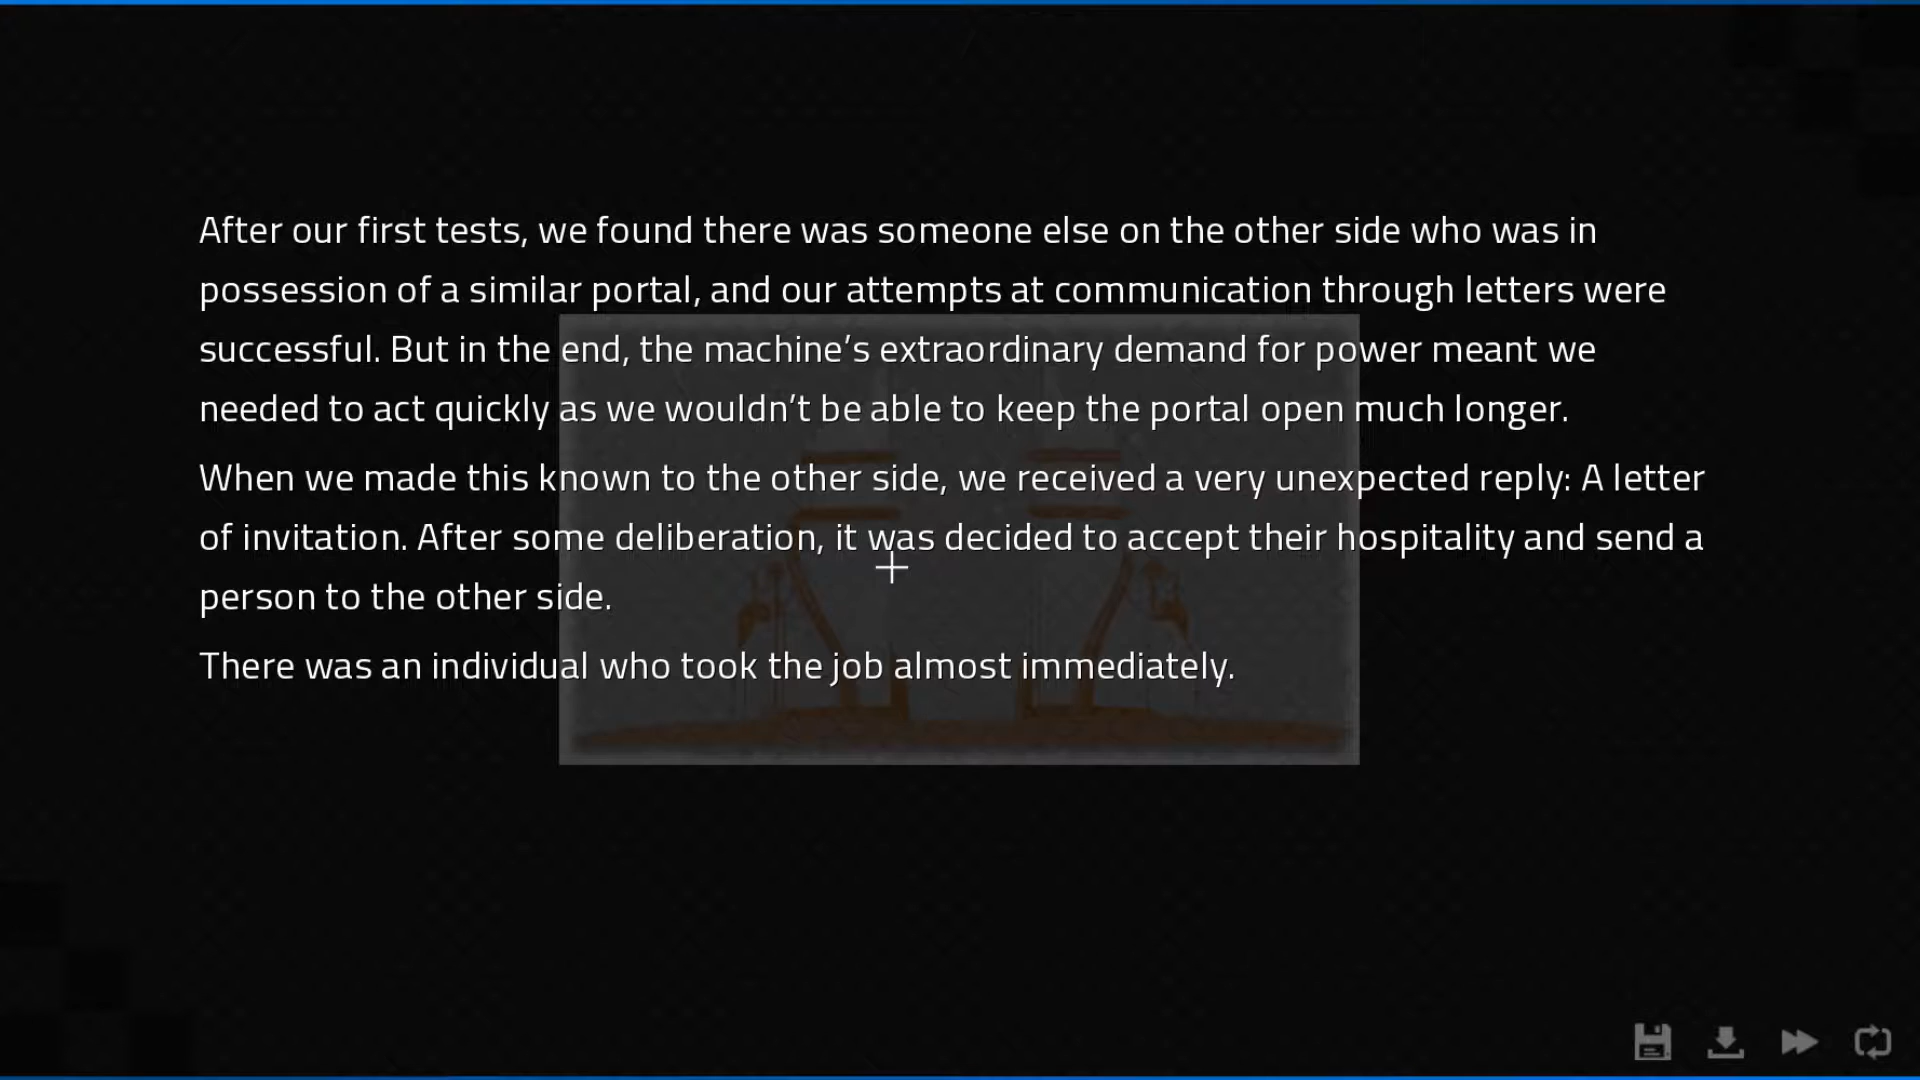 After our first tests, we found there was someone else on the other side who was in
possession of a similar portal, and our attempts at communication through letters were
successful. But in the end, the machine’s extraordinary demand for power meant we
needed to act quickly as we wouldn’t be able to keep the portal open much longer.
When we made this known to the other side, we received a very unexpected reply: A letter
of invitation. After some deliberation, it was decided to accept their hospitality and send a
person to the other side.
There was an individual who took the job almost immediately.